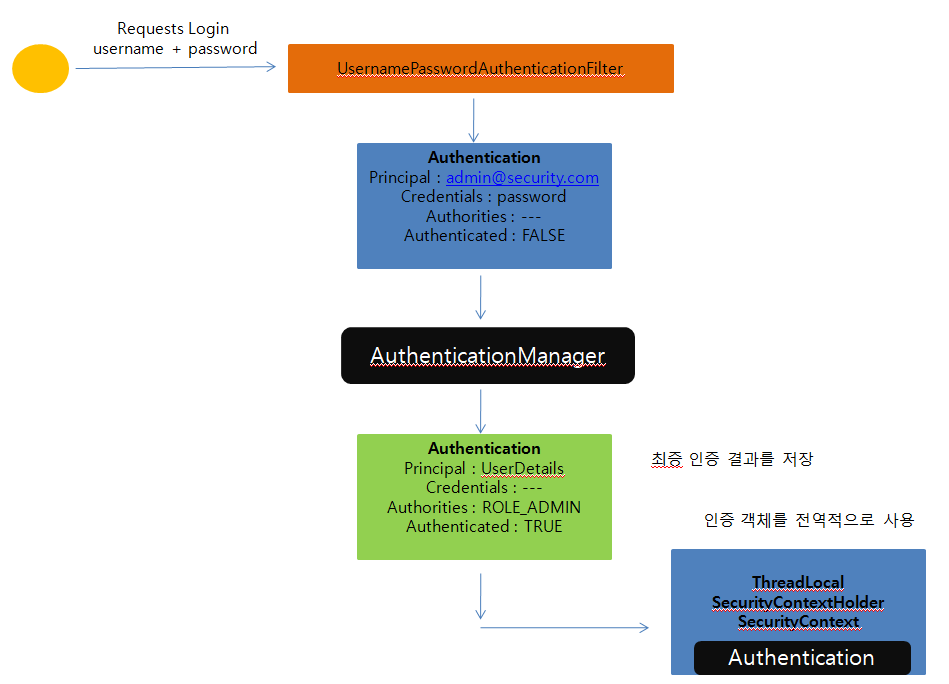 Requests Login
username + password
UsernamePasswordAuthenticationFilter
Authentication
Principal : admin@security.com
Credentials : password
Authorities : ---
Authenticated : FALSE
AuthenticationManager
Authentication
Principal : UserDetails
Credentials : ---
Authorities : ROLE_ADMIN
Authenticated : TRUE
최증 인증 결과를 저장
인증 객체를 전역적으로 사용
ThreadLocal
SecurityContextHolder
SecurityContext
Authentication